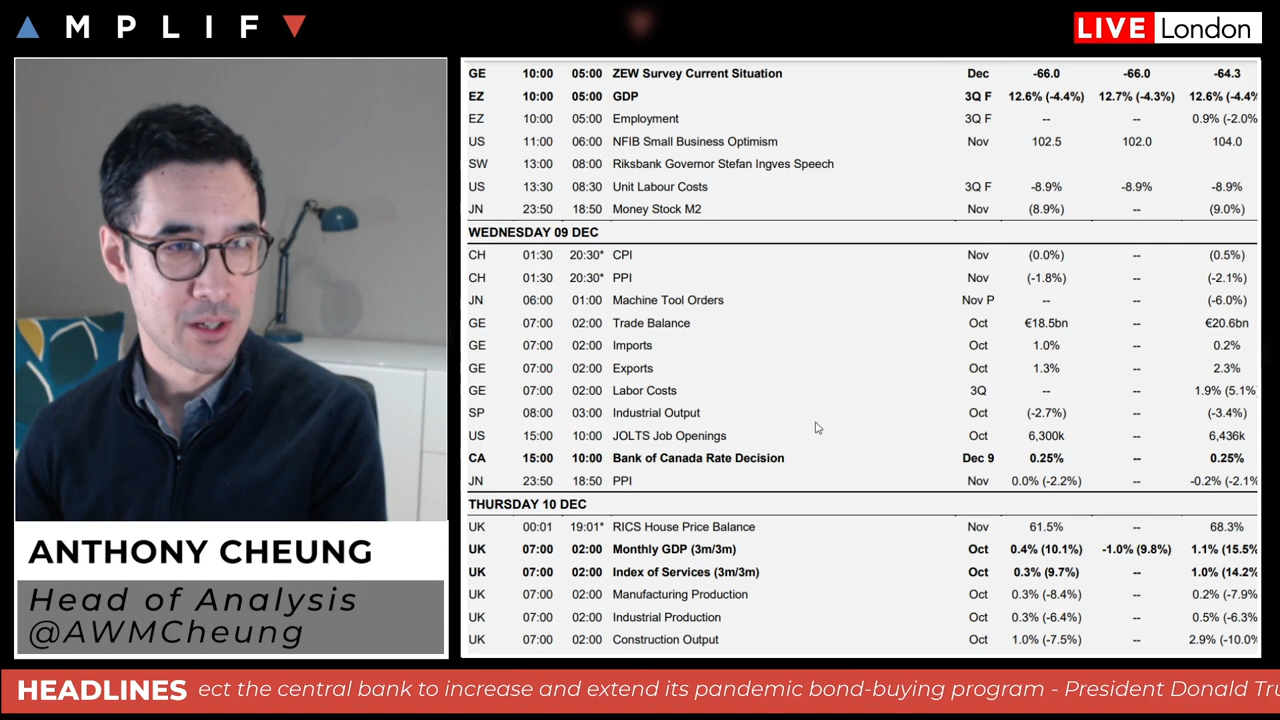 AMPLIFY
LIVE London
GE 10:00 05:00 ZEW Survey Current Situation Dec -66.0 -66.0 -64.3
EZ 10:00 05:00 GDP 3Q F 12.6% (-4.4%) 12.7% (-4.3%) 12.6% (-4.4%
EZ 10:00 05:00 Employment 3Q F -- -- 0.9% (-2.0%
US 11:00 06:00 NFIB Small Business Optimism Nov 102.5 102.0 104.0
SW 13:00 08:00 Riksbank Governor Stefan Ingves Speech
US 13:30 08:30 Unit Labour Costs 3Q F -8.9% -8.9% -8.9%
JN 23:50 18:50 Money Stock M2 Nov (8.9%) -- (9.0%)
WEDNESDAY 09 DEC
CH 01:30 20:30* CPI Nov (0.0%) -- (0.5%)
CH 01:30 20:30* PPI Nov (-1.8%) -- (-2.1%)
JN 06:00 01:00 Machine Tool Orders Nov P -- -- (-6.0%)
GE 07:00 02:00 Trade Balance Oct €18.5bn -- €20.6bn
GE 07:00 02:00 Imports Oct 1.0% -- 0.2%
GE 07:00 02:00 Exports Oct 1.3% -- 2.3%
GE 07:00 02:00 Labor Costs 3Q -- -- 1.9% (5.1%
SP 08:00 03:00 Industrial Output Oct (-2.7%) -- (-3.4%)
US 15:00 10:00 JOLTS Job Openings Oct 6,300k -- 6,436k
CA 15:00 10:00 Bank of Canada Rate Decision Dec 9 0.25% -- 0.25%
JN 23:50 18:50 PPI Nov 0.0% (-2.2%) -- -0.2% (-2.1%
THURSDAY 10 DEC
UK 00:01 19:01* RICS House Price Balance Nov 61.5% -- 68.3%
UK 07:00 02:00 Monthly GDP (3m/3m) Oct 0.4% (10.1%) -1.0% (9.8%) 1.1% (15.5%
UK 07:00 02:00 Index of Services (3m/3m) Oct 0.3% (9.7%) -- 1.0% (14.2%
UK 07:00 02:00 Manufacturing Production Oct 0.3% (-8.4%) -- 0.2% (-7.9%
UK 07:00 02:00 Industrial Production Oct 0.3% (-6.4%) -- 0.5% (-6.3%
UK 07:00 02:00 Construction Output Oct 1.0% (-7.5%) -- 2.9% (-10.0%
ANTHONY CHEUNG
Head of Analysis
@AWMCheung
HEADLINES ect the central bank to increase and extend its pandemic bond-buying program - President Donald Tru